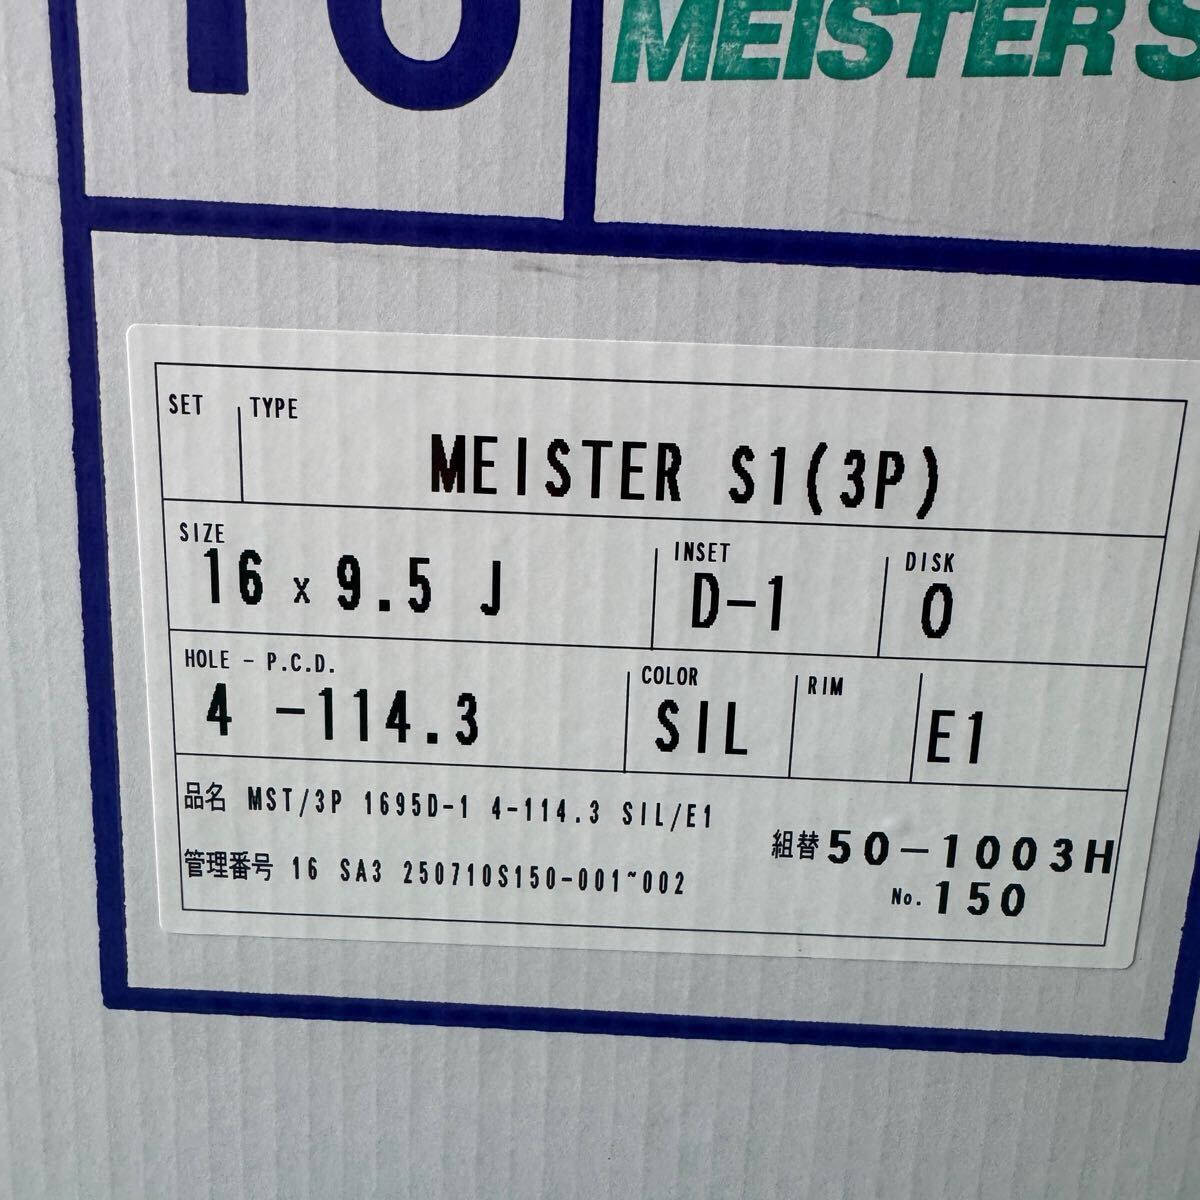 16 MEISTER S
SET TYPE
MEISTER S1(3P)
SIZE INSET DISK
16 x 9.5 J D-1 O
HOLE - P.C.D. COLOR RIM
4 -114.3 SIL E1
品名 MST/3P 1695D-1 4-114.3 SIL/E1
組替 50-1003H
管理番号 16 SA3 250710S150-001~002
No. 150